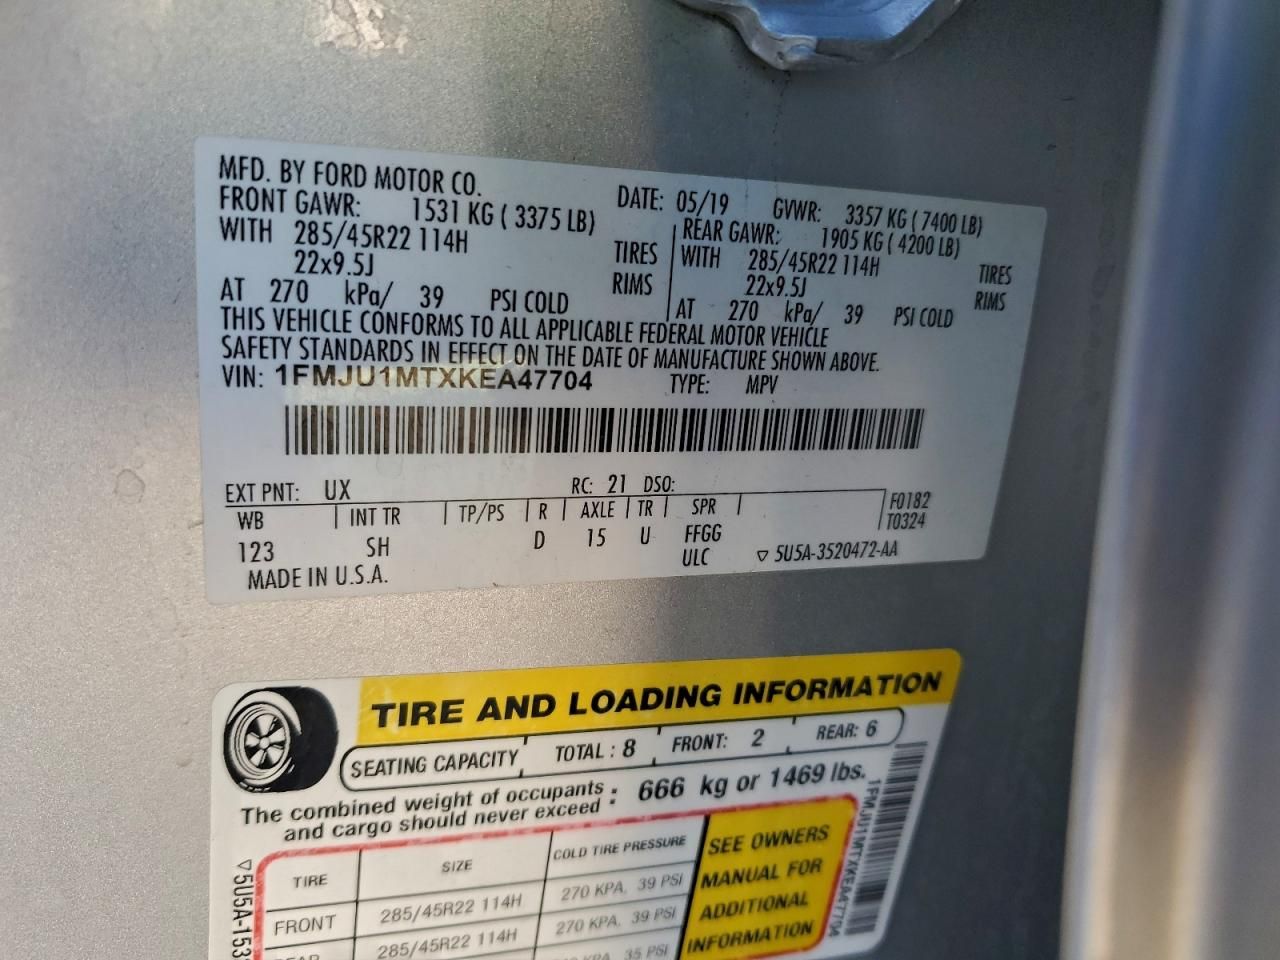 MFD. BY FORD MOTOR CO.
DATE: 05/19 GVWR: 3357 KG ( 7400 LB)
FRONT GAWR: 1531 KG ( 3375 LB)
WITH 285/45R22 114H TIRES
22x9.5J RIMS
AT 270 kPa/ 39 PSI COLD
REAR GAWR: 1905 KG ( 4200 LB)
WITH 285/45R22 114H TIRES
22x9.5J RIMS
AT 270 kPa/ 39 PSI COLD
THIS VEHICLE CONFORMS TO ALL APPLICABLE FEDERAL MOTOR VEHICLE
SAFETY STANDARDS IN EFFECT ON THE DATE OF MANUFACTURE SHOWN ABOVE.
VIN: 1FMJU1MTXKEA47704 TYPE: MPV
EXT PNT: UX RC: 21 DSO:
WB INT TR TP/PS R AXLE TR SPR F0182
T0324
123 SH D 15 U FFGG
ULC ▽ 5U5A-3520472-AA
MADE IN U.S.A.
TIRE AND LOADING INFORMATION
SEATING CAPACITY TOTAL : 8 FRONT: 2 REAR: 6
The combined weight of occupants and cargo should never exceed : 666 kg or 1469 lbs.
TIRE SIZE COLD TIRE PRESSURE
FRONT 285/45R22 114H 270 KPA, 39 PSI
285/45R22 114H 270 KPA, 39 PSI
35 PSI
SEE OWNERS
MANUAL FOR
ADDITIONAL
INFORMATION
1FMJU1MTXKEA47704
▽5U5A-153